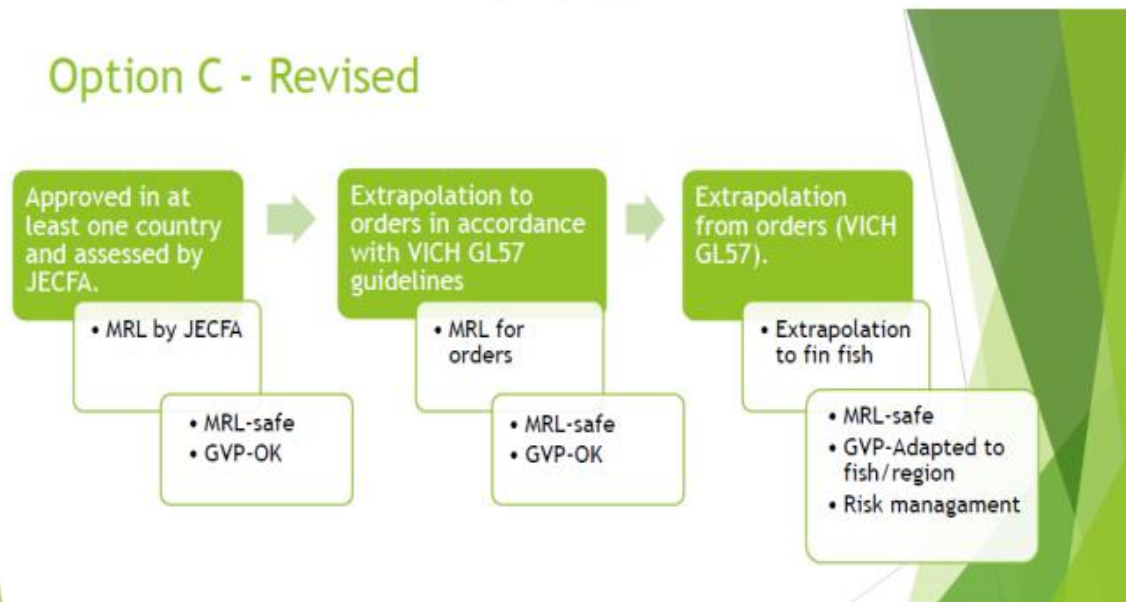 Option C - Revised
Approved in at
least one country
and assessed by
JECFA.
• MRL by JECFA
• MRL-safe
• GVP-OK
Extrapolation to
orders in accordance
with VICH GL57
guidelines
• MRL for
orders
• MRL-safe
• GVP-OK
Extrapolation
from orders (VICH
GL57).
• Extrapolation
to fin fish
• MRL-safe
• GVP-Adapted to
fish/region
• Risk managament